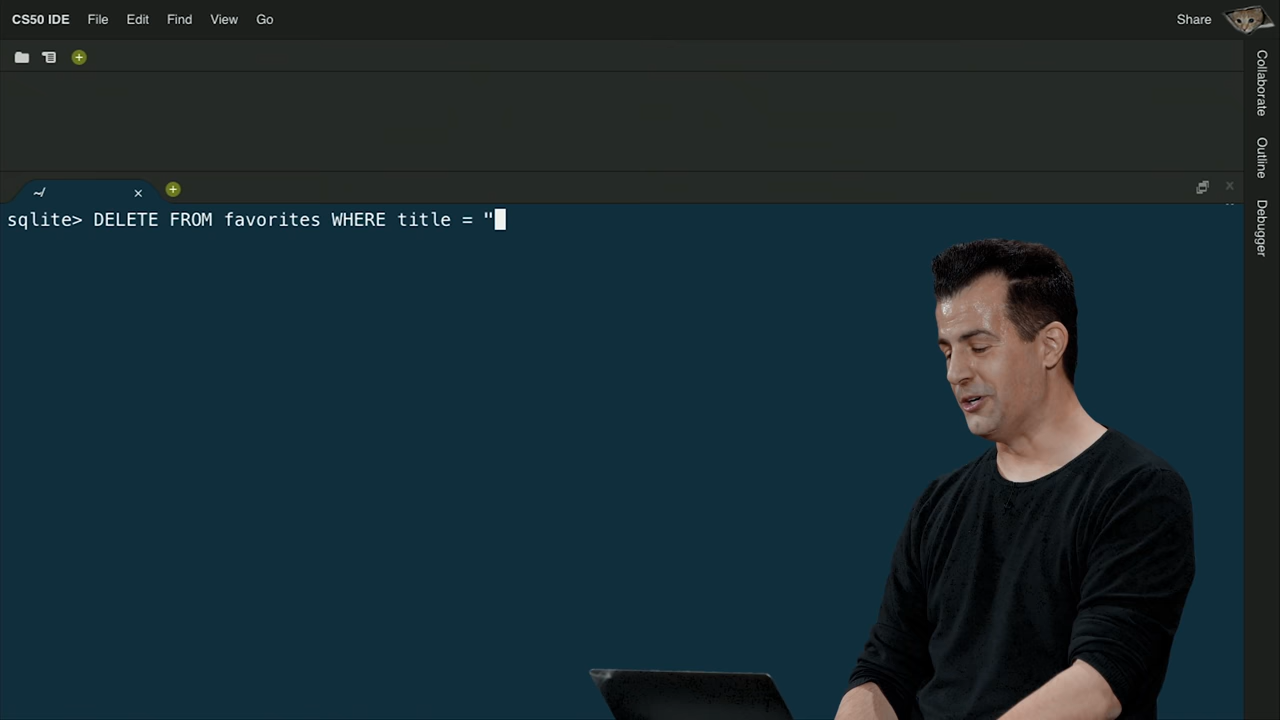 CS50 IDE File Edit Find View Go Share
Collaborate
Outline
Debugger
~/
sqlite> DELETE FROM favorites WHERE title = "